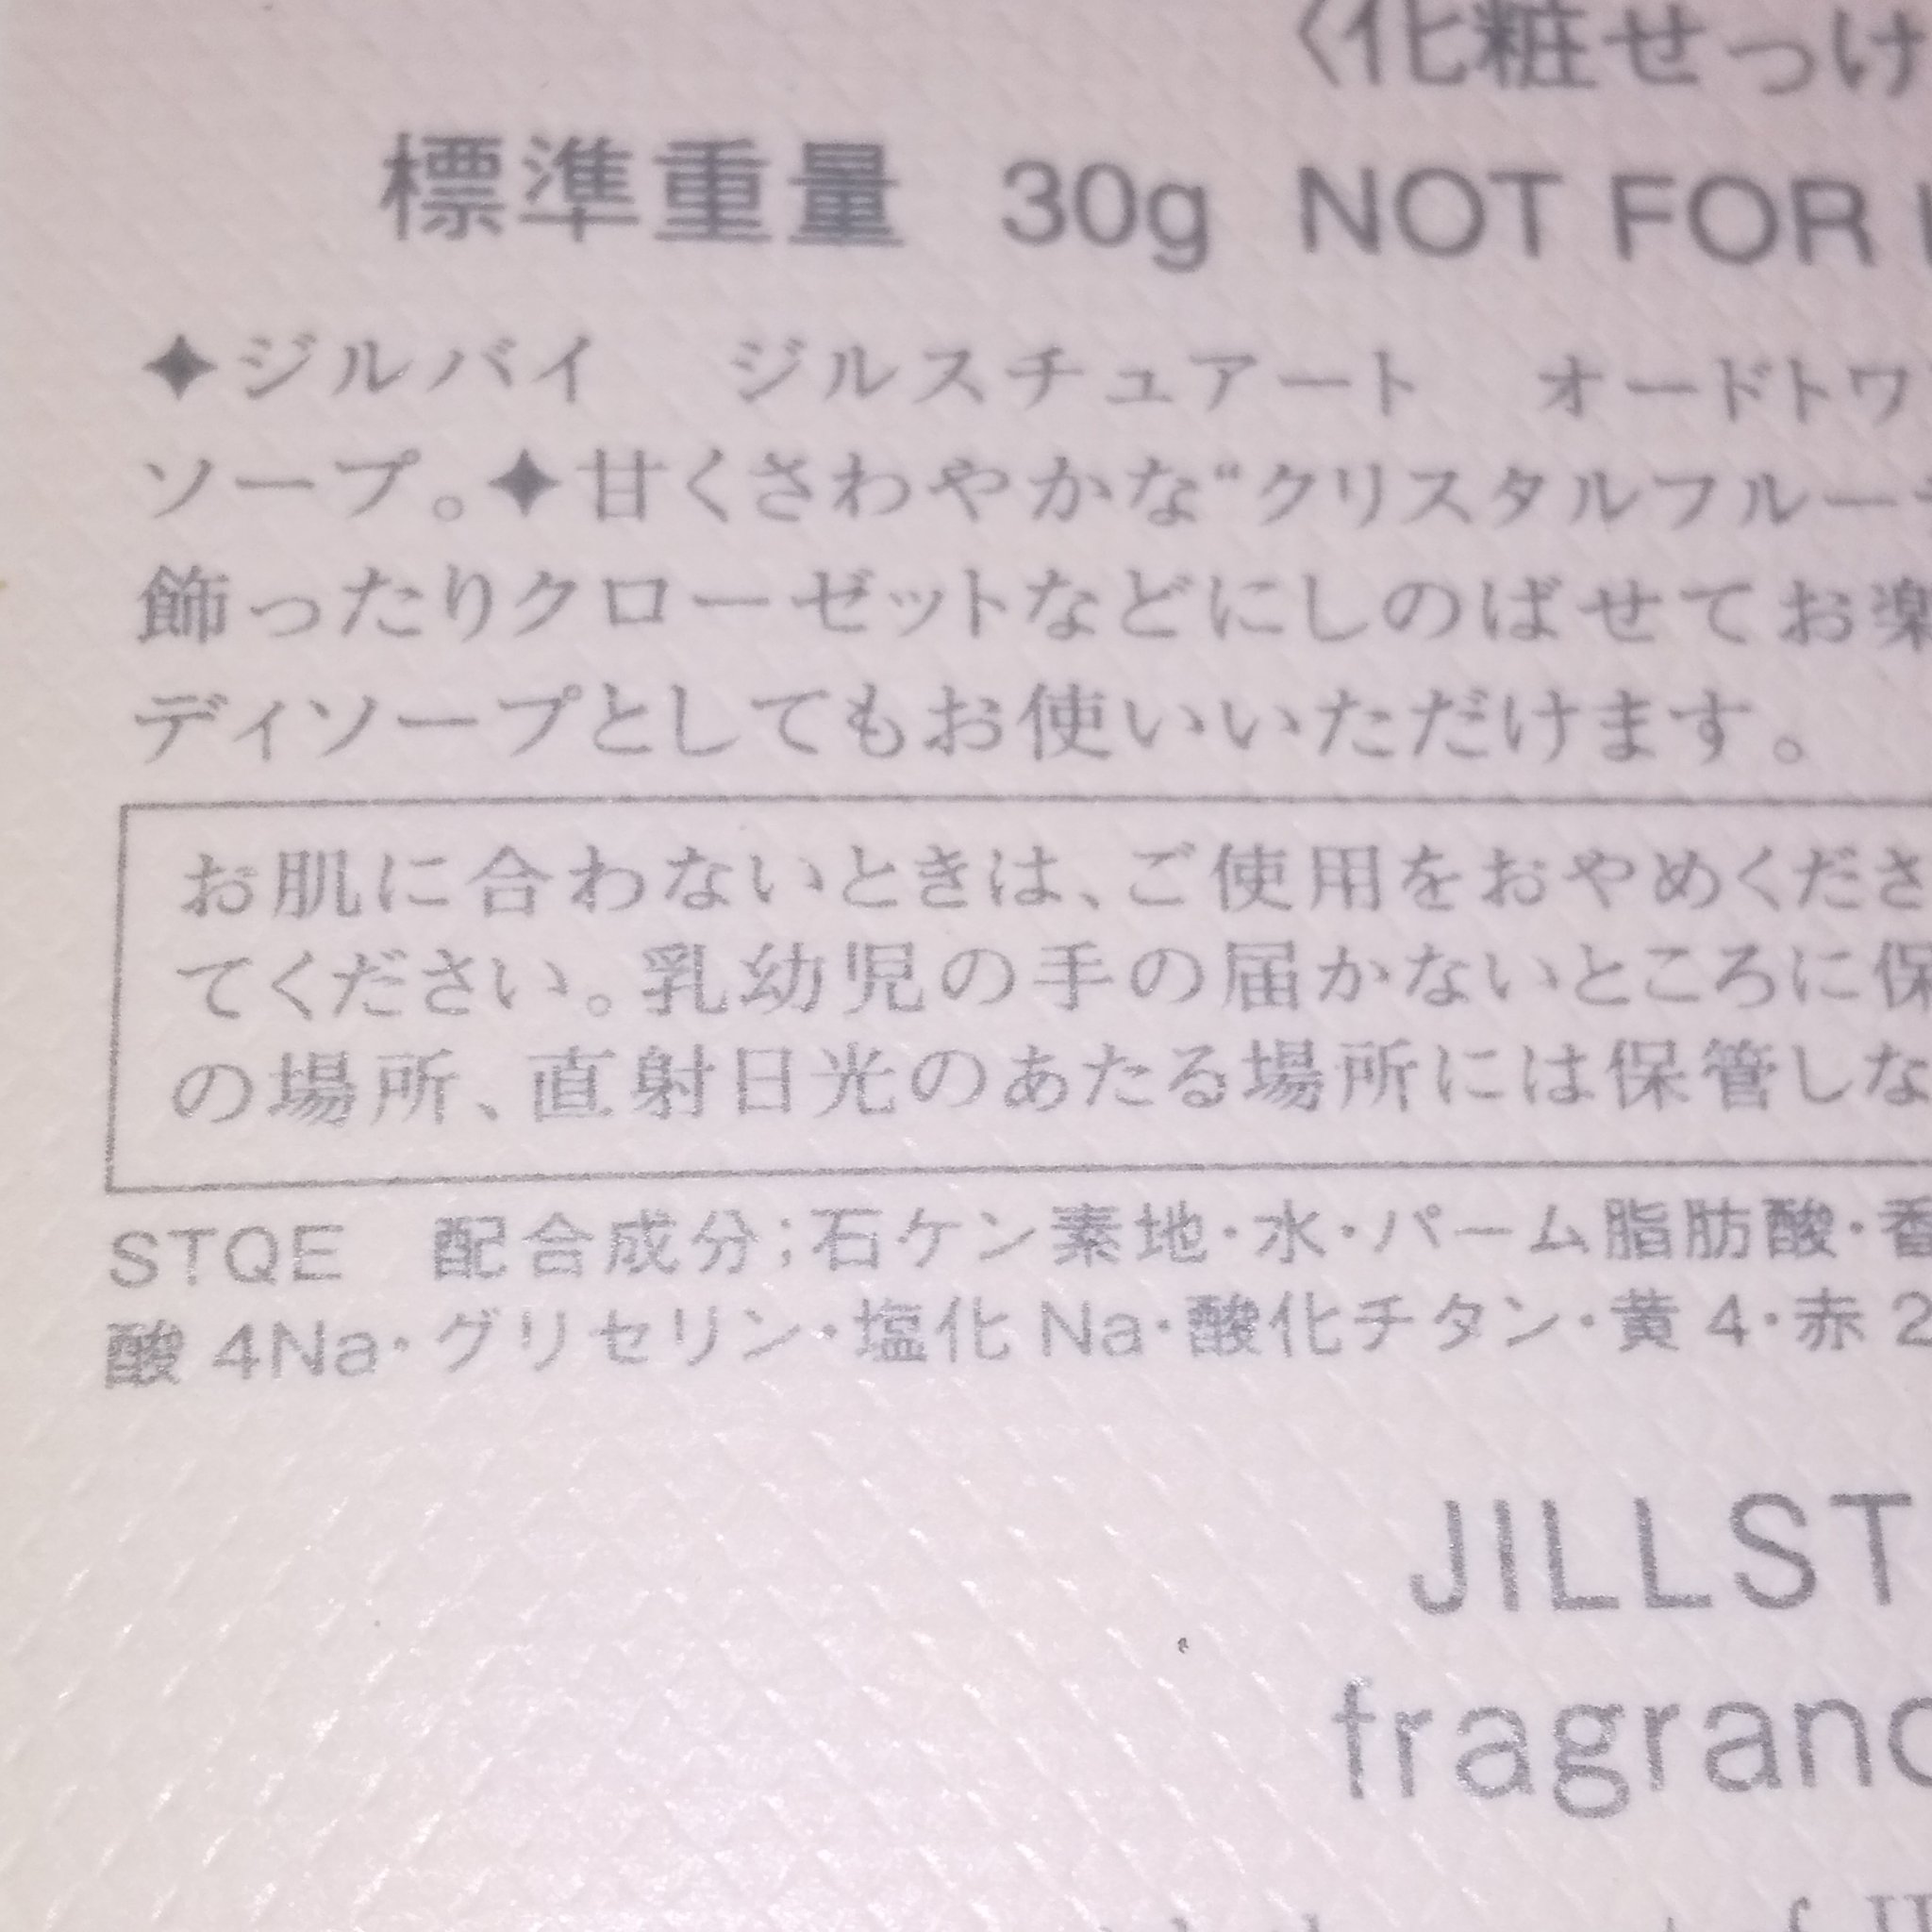 〈化粧せっけ
標準重量 30g NOT FOR
✦ジルバイ ジルスチュアート オードトワ
ソープ。✦甘くさわやかな“クリスタルフルー
飾ったりクローゼットなどにしのばせてお楽
ディソープとしてもお使いいただけます。
お肌に合わないときは、ご使用をおやめくださ
てください。乳幼児の手の届かないところに保
の場所、直射日光のあたる場所には保管しな
STQE 配合成分;石ケン素地・水・パーム脂肪酸・香
酸 4Na・グリセリン・塩化 Na・酸化チタン・黄 4・赤 2
JILLST
fragranc